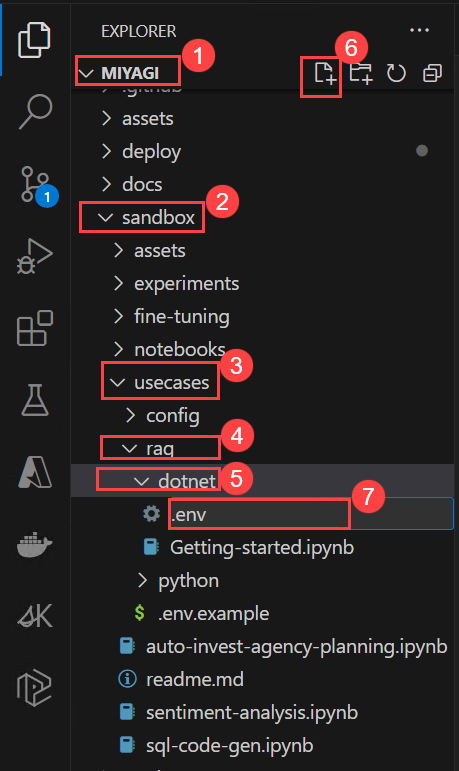 EXPLORER
1
MIYAGI
6
.github
assets
deploy
docs
1
sandbox
2
assets
experiments
fine-tuning
notebooks
usecases
3
config
rag
4
dotnet
5
.env
7
Getting-started.ipynb
python
$ .env.example
auto-invest-agency-planning.ipynb
readme.md
sentiment-analysis.ipynb
sql-code-gen.ipynb